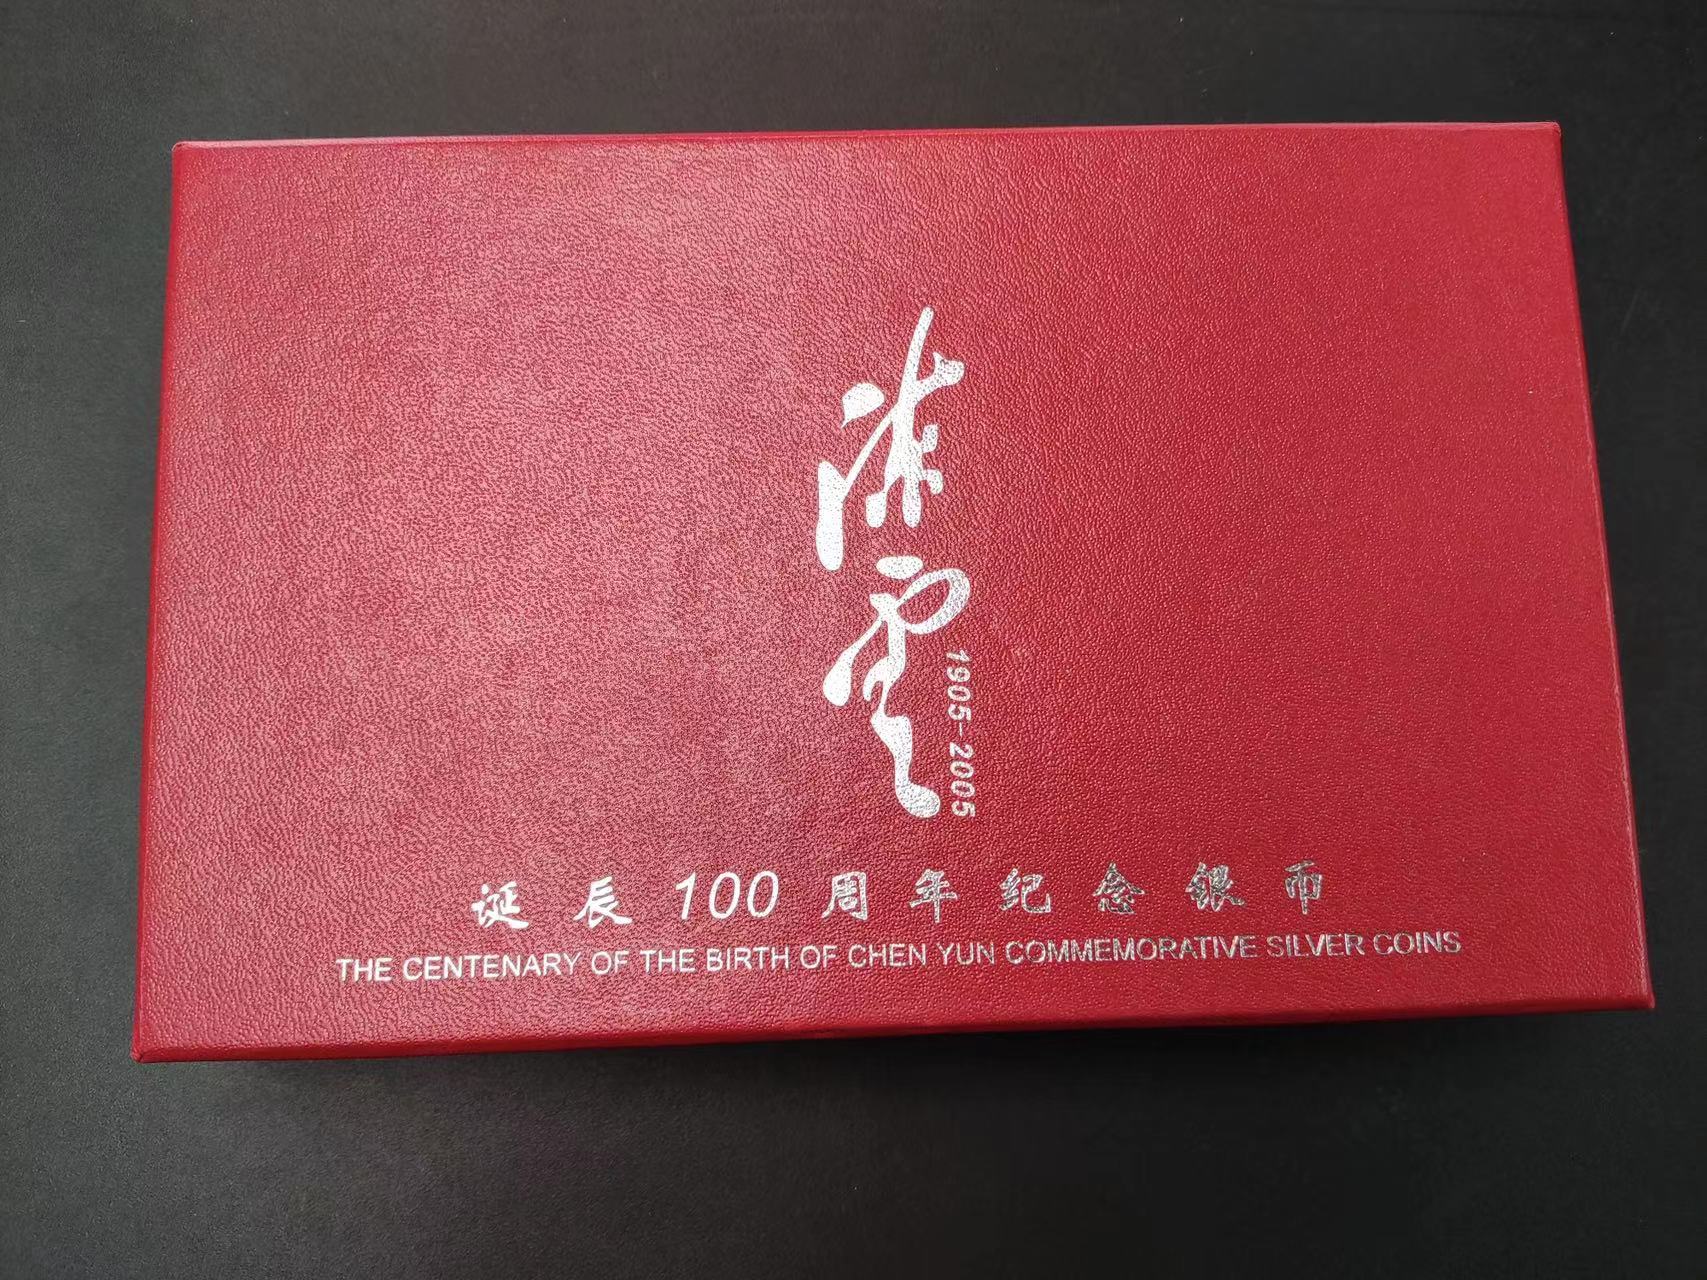 陈云
1905-2005
诞辰100周年纪念银币
THE CENTENARY OF THE BIRTH OF CHEN YUN COMMEMORATIVE SILVER COINS